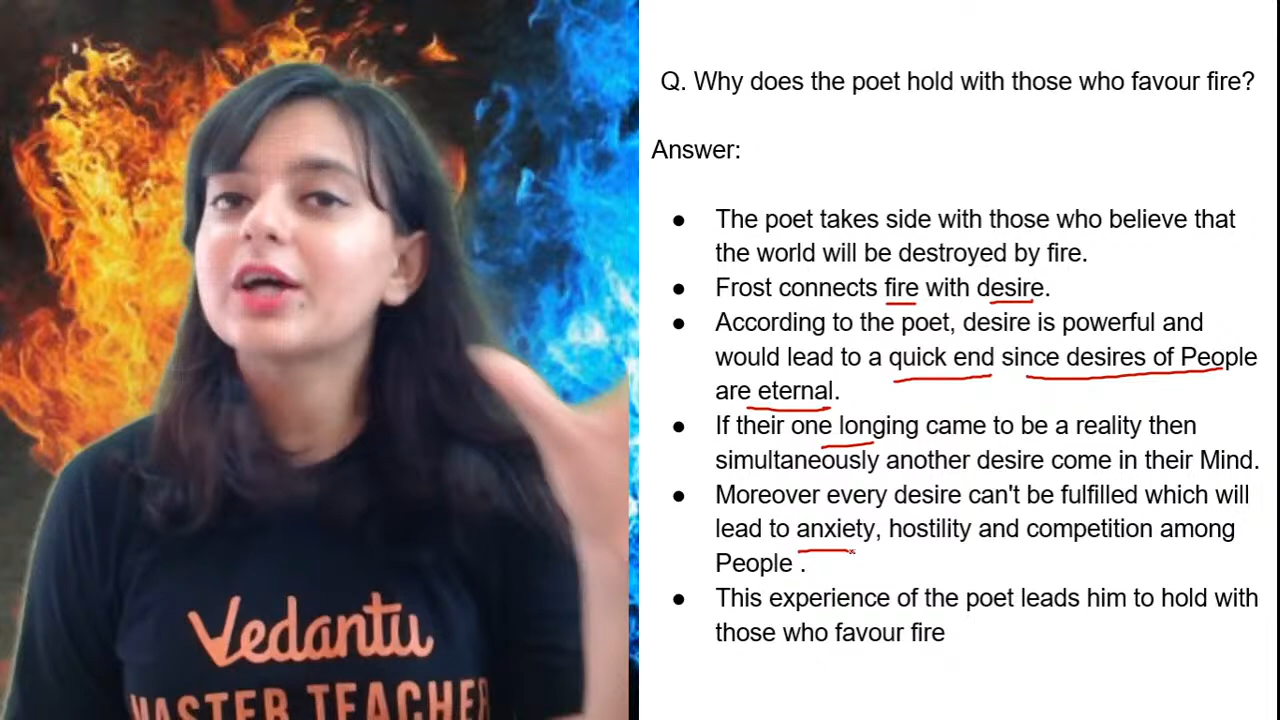 Q. Why does the poet hold with those who favour fire?
Answer:
● The poet takes side with those who believe that
the world will be destroyed by fire.
● Frost connects fire with desire.
● According to the poet, desire is powerful and
would lead to a quick end since desires of People
are eternal.
● If their one longing came to be a reality then
simultaneously another desire come in their Mind.
● Moreover every desire can't be fulfilled which will
lead to anxiety, hostility and competition among
People .
● This experience of the poet leads him to hold with
those who favour fire
Vedantu
MASTER TEACHER